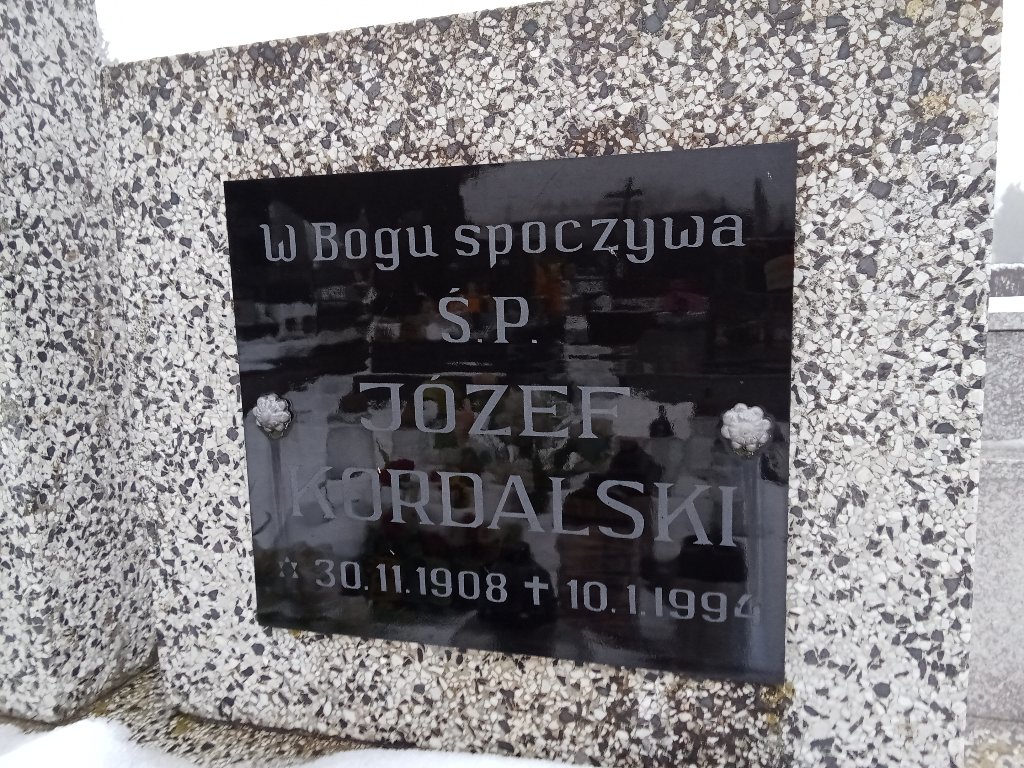 W Bogu spoczywa
Ś.P.
JÓZEF
KORDALSKI
☆ 30.11.1908 ✝ 10.1.1994